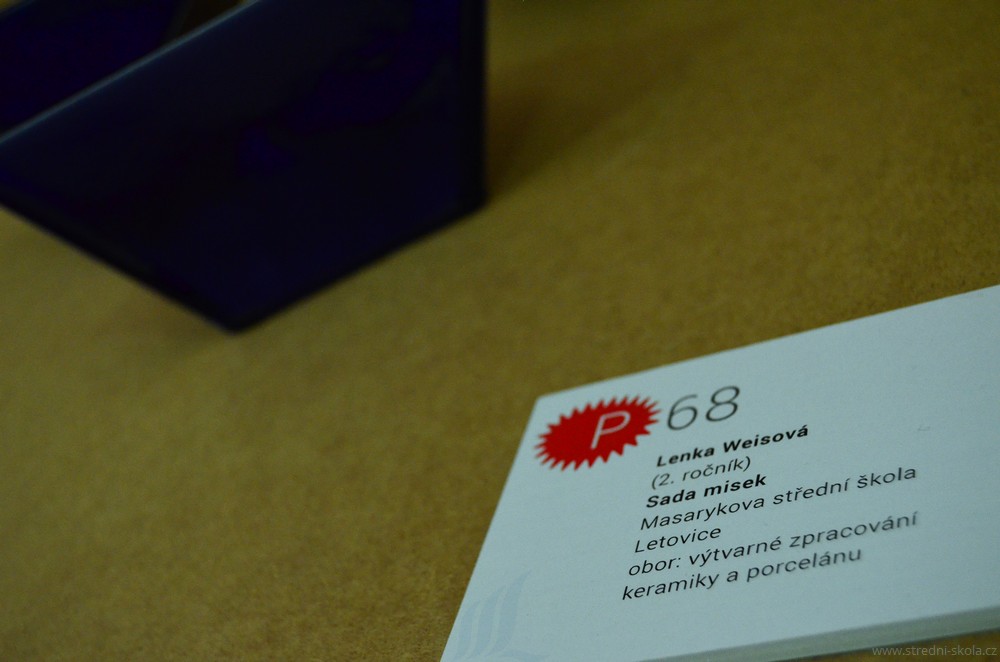 P 68
Lenka Weisová
(2. ročník)
Sada misek
Masarykova střední škola
Letovice
obor: výtvarné zpracování
keramiky a porcelánu
www.stredni-skola.cz